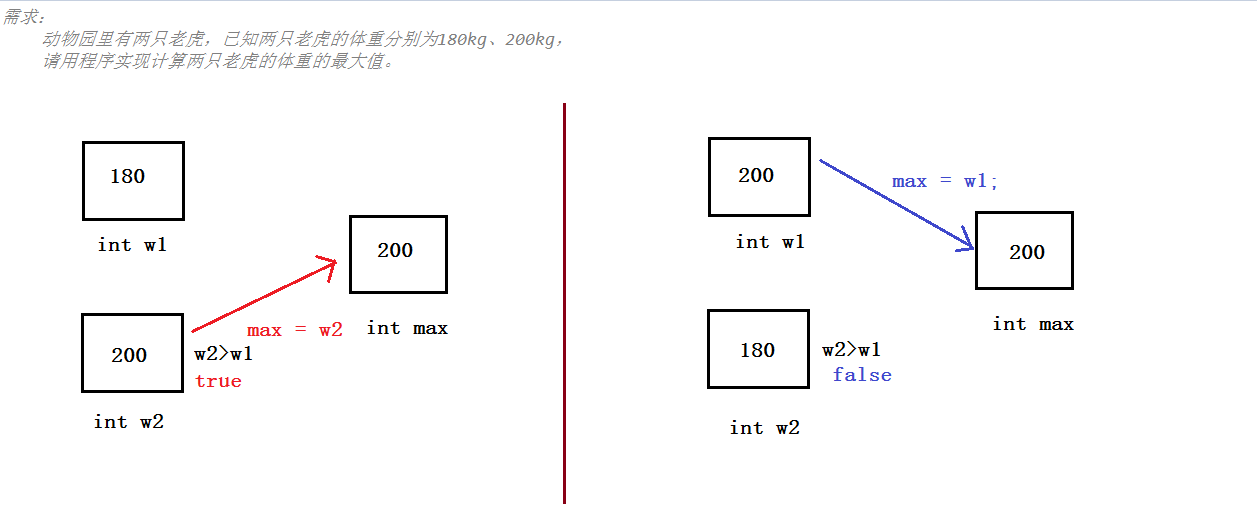 需求：
动物园里有两只老虎，已知两只老虎的体重分别为180kg、200kg，
请用程序实现计算两只老虎的体重的最大值。
180
int w1
200
max = w2
int max
200
w2>w1
true
int w2
200
max = w1;
int w1
200
int max
180
w2>w1
false
int w2